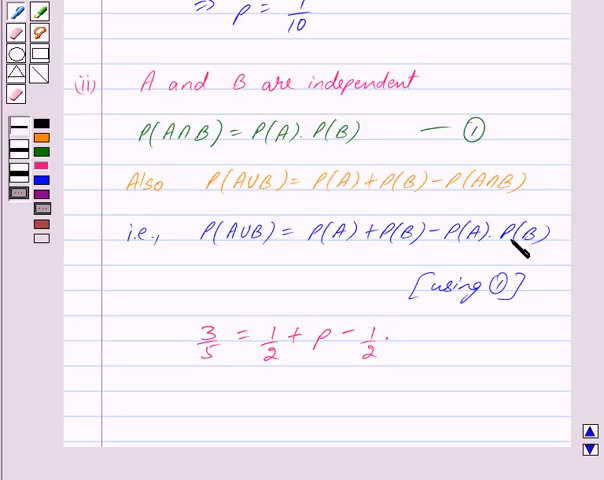 ⇒ p = 1/10
(ii) A and B are independent
P(A∩B) = P(A). P(B) — ①
Also P(A∪B) = P(A) + P(B) − P(A∩B)
i.e., P(A∪B) = P(A) + P(B) − P(A). P(B)
[using ①]
3/5 = 1/2 + p − 1/2 .